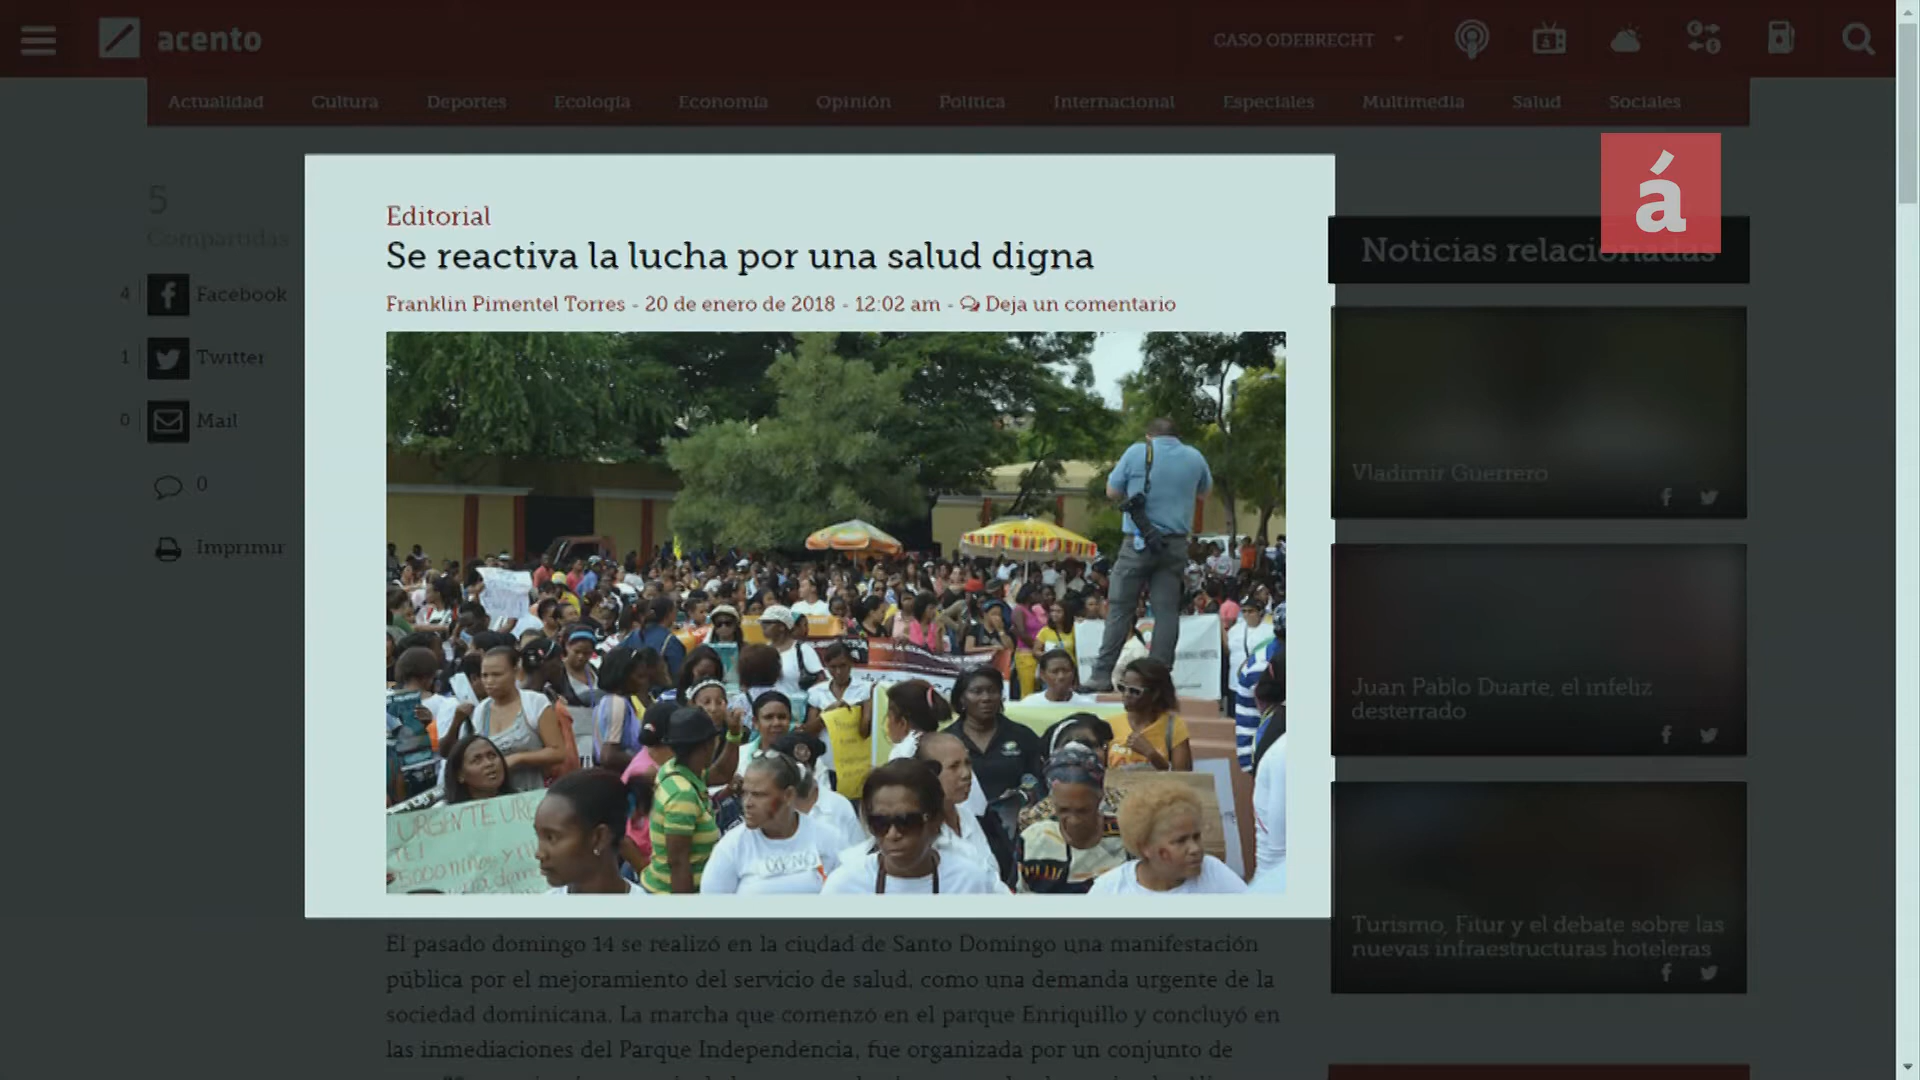 acento
CASO ODEBRECHT
Actualidad Cultura Deportes Ecología Economía Opinión Política Internacional Especiales Multimedia Salud Sociales
á
5
Compartidas
4 Facebook
1 Twitter
0 Mail
0
Imprimir
Editorial
Se reactiva la lucha por una salud digna
Franklin Pimentel Torres - 20 de enero de 2018 - 12:02 am - Deja un comentario
URGENTE
El pasado domingo 14 se realizó en la ciudad de Santo Domingo una manifestación
pública por el mejoramiento del servicio de salud, como una demanda urgente de la
sociedad dominicana. La marcha que comenzó en el parque Enriquillo y concluyó en
las inmediaciones del Parque Independencia, fue organizada por un conjunto de
Noticias relacionadas
Vladimir Guerrero
Juan Pablo Duarte, el infeliz
desterrado
Turismo, Fitur y el debate sobre las
nuevas infraestructuras hoteleras